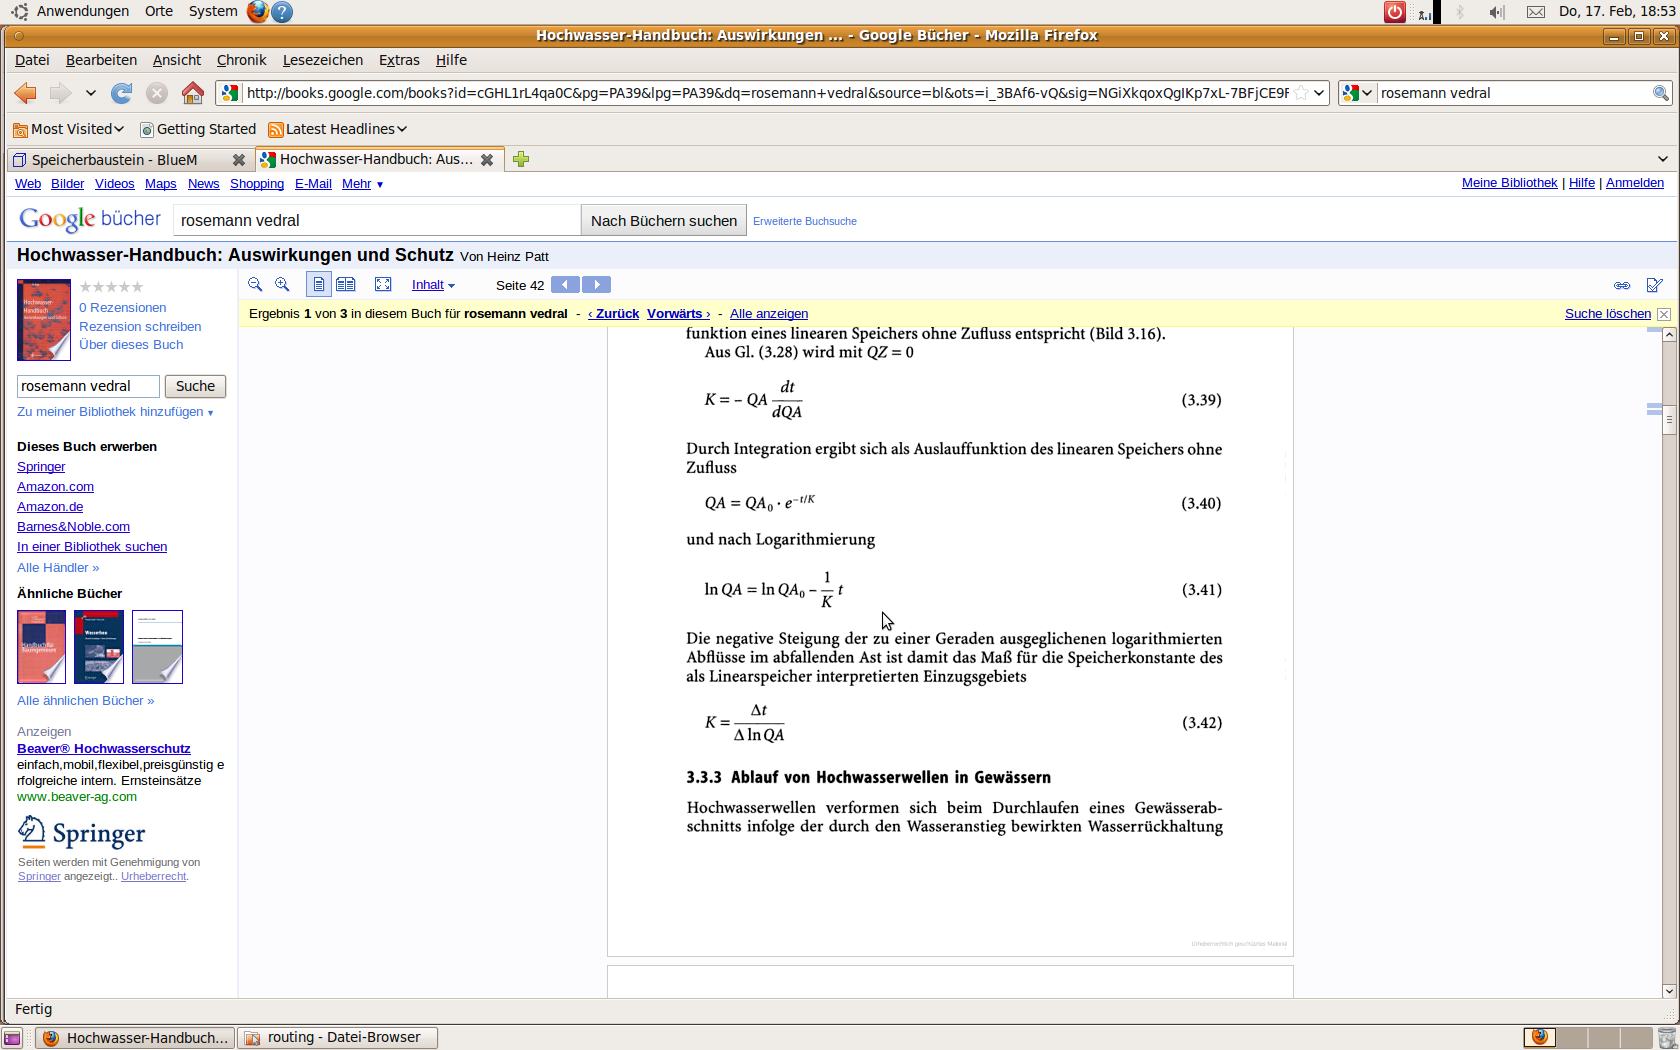 Anwendungen Orte System Do, 17. Feb, 18:53
Hochwasser-Handbuch: Auswirkungen ... - Google Bücher - Mozilla Firefox
Datei Bearbeiten Ansicht Chronik Lesezeichen Extras Hilfe
http://books.google.com/books?id=cGHL1rL4qa0C&pg=PA39&lpg=PA39&dq=rosemann+vedral&source=bl&ots=i_3BAf6-vQ&sig=NGiXkqoxQgIKp7xL-7BFjCE9F rosemann vedral
Most Visited Getting Started Latest Headlines
Speicherbaustein - BlueM Hochwasser-Handbuch: Aus...
Web Bilder Videos Maps News Shopping E-Mail Mehr ▼ Meine Bibliothek | Hilfe | Anmelden
Google bücher rosemann vedral Nach Büchern suchen Erweiterte Buchsuche
Hochwasser-Handbuch: Auswirkungen und Schutz Von Heinz Patt
Inhalt Seite 42
Ergebnis 1 von 3 in diesem Buch für rosemann vedral - ‹ Zurück Vorwärts › - Alle anzeigen Suche löschen
0 Rezensionen
Rezension schreiben
Über dieses Buch
rosemann vedral Suche
Zu meiner Bibliothek hinzufügen ▼
Dieses Buch erwerben
Springer
Amazon.com
Amazon.de
Barnes&Noble.com
In einer Bibliothek suchen
Alle Händler »
Ähnliche Bücher
Wasserbau
Alle ähnlichen Bücher »
Anzeigen
Beaver® Hochwasserschutz
einfach,mobil,flexibel,preisgünstig e
rfolgreiche intern. Ernsteinsätze
www.beaver-ag.com
Springer
Seiten werden mit Genehmigung von
Springer angezeigt.. Urheberrecht.
funktion eines linearen Speichers ohne Zufluss entspricht (Bild 3.16).
Aus Gl. (3.28) wird mit QZ = 0
K = – QA dt/dQA (3.39)
Durch Integration ergibt sich als Auslauffunktion des linearen Speichers ohne
Zufluss
QA = QA₀ · e^(–t/K) (3.40)
und nach Logarithmierung
ln QA = ln QA₀ – 1/K t (3.41)
Die negative Steigung der zu einer Geraden ausgeglichenen logarithmierten
Abflüsse im abfallenden Ast ist damit das Maß für die Speicherkonstante des
als Linearspeicher interpretierten Einzugsgebiets
K = Δt/Δ ln QA (3.42)
3.3.3 Ablauf von Hochwasserwellen in Gewässern
Hochwasserwellen verformen sich beim Durchlaufen eines Gewässerab-
schnitts infolge der durch den Wasseranstieg bewirkten Wasserrückhaltung
Urheberrechtlich geschütztes Material
Fertig
Hochwasser-Handbuch... routing - Datei-Browser